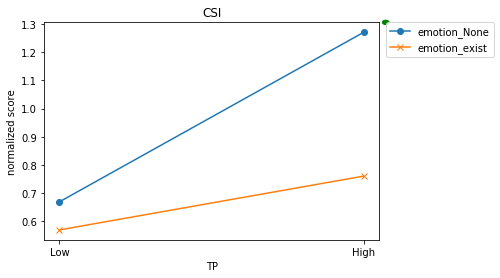 CSI
1.3
1.2
1.1
1.0
0.9
0.8
0.7
0.6
normalized score
Low
High
TP
emotion_None
emotion_exist